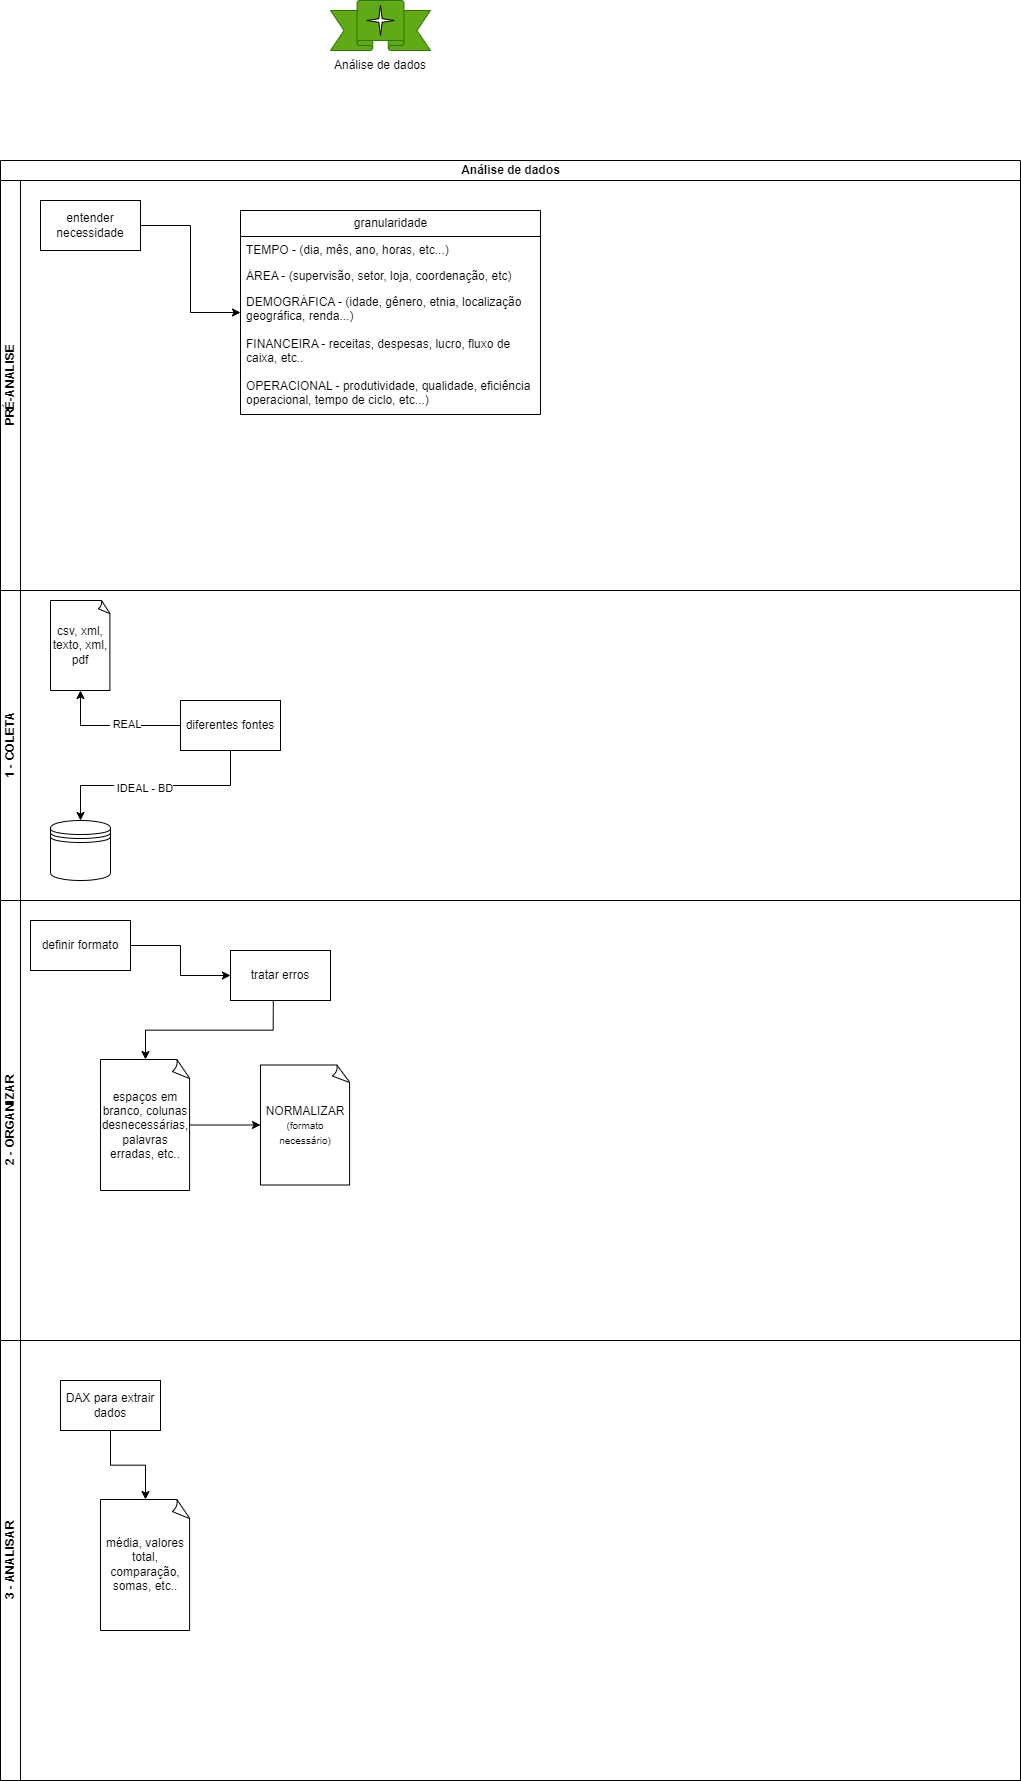 Análise de dados
Análise de dados
PRÉ-ANÁLISE
entender
necessidade
granularidade
TEMPO - (dia, mês, ano, horas, etc...)
ÁREA - (supervisão, setor, loja, coordenação, etc)
DEMOGRÁFICA - (idade, gênero, etnia, localização
geográfica, renda...)
FINANCEIRA - receitas, despesas, lucro, fluxo de
caixa, etc..
OPERACIONAL - produtividade, qualidade, eficiência
operacional, tempo de ciclo, etc...)
1 - COLETA
csv, xml,
texto, xml,
pdf
REAL
diferentes fontes
IDEAL - BD
2 - ORGANIZAR
definir formato
tratar erros
espaços em
branco, colunas
desnecessárias,
palavras
erradas, etc..
NORMALIZAR
(formato
necessário)
3 - ANALISAR
DAX para extrair
dados
média, valores
total,
comparação,
somas, etc..